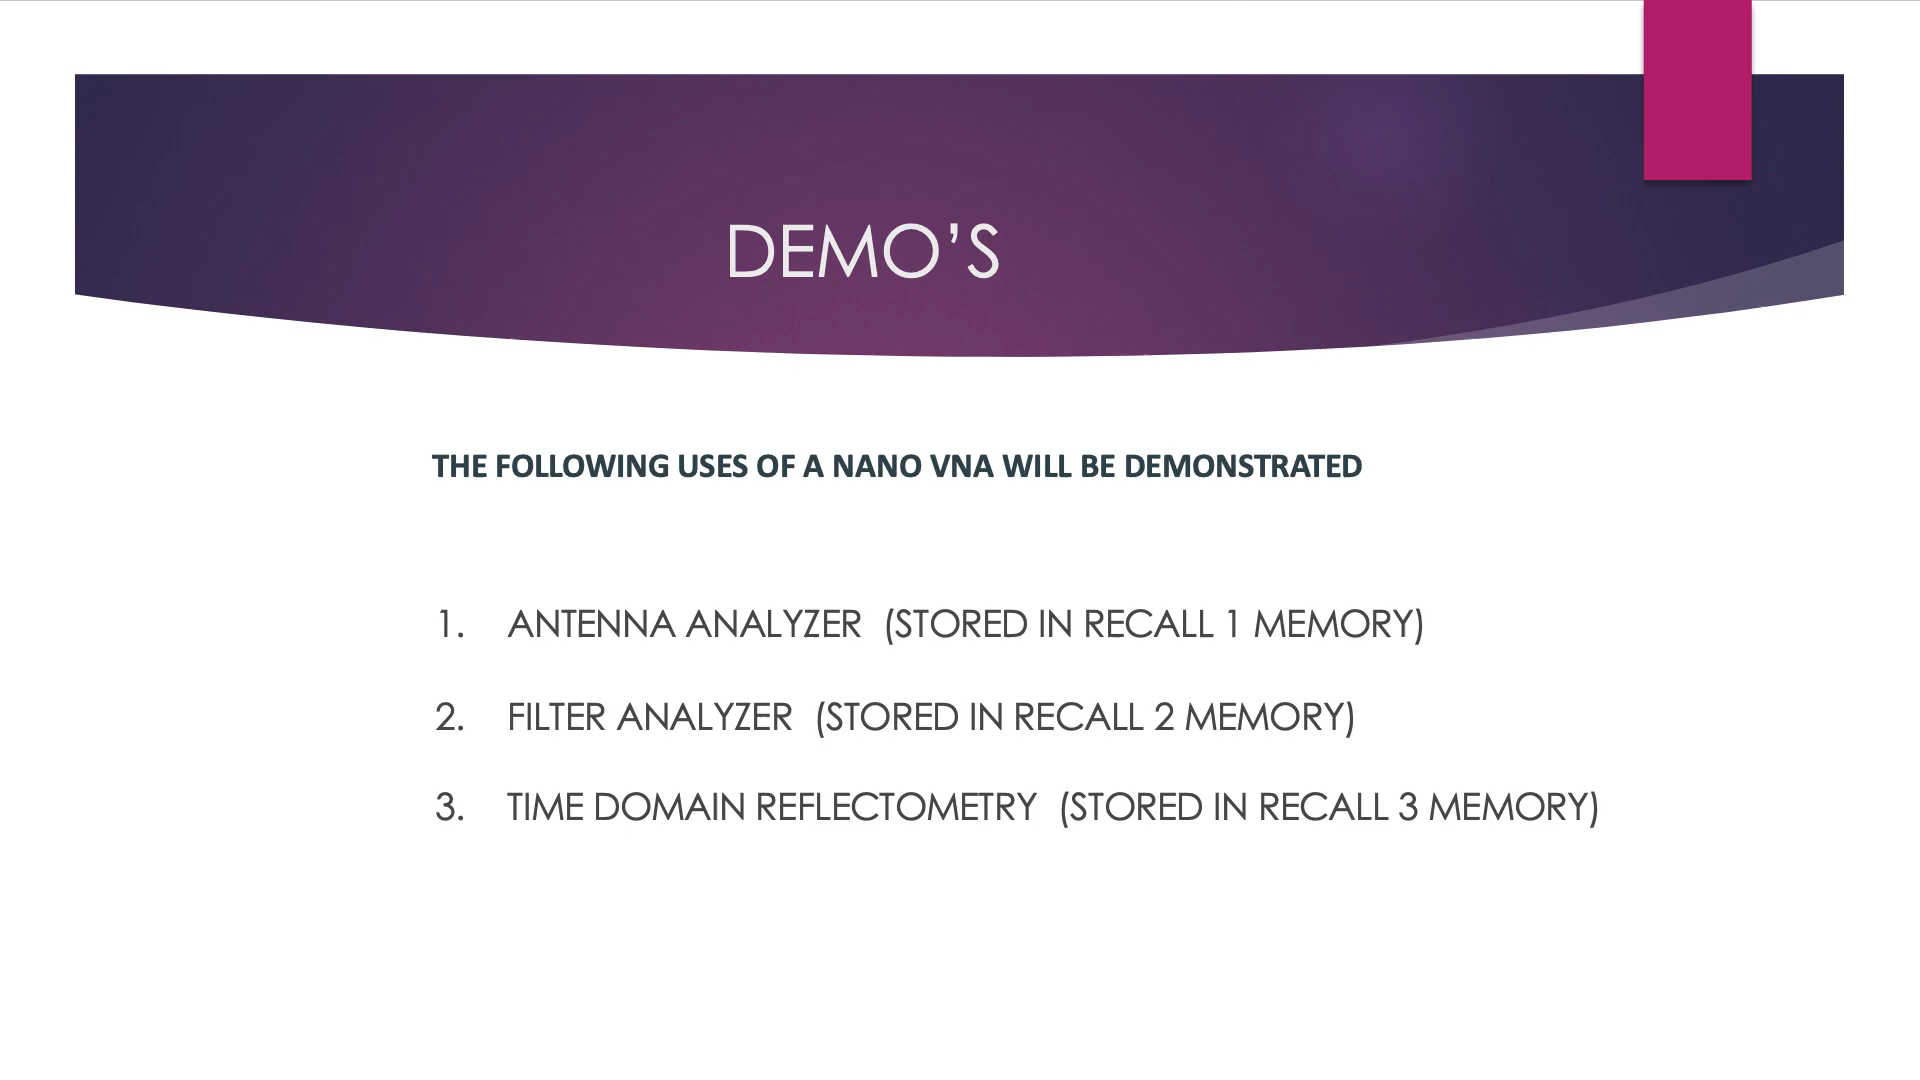 DEMO’S
THE FOLLOWING USES OF A NANO VNA WILL BE DEMONSTRATED
1. ANTENNA ANALYZER (STORED IN RECALL 1 MEMORY)
2. FILTER ANALYZER (STORED IN RECALL 2 MEMORY)
3. TIME DOMAIN REFLECTOMETRY (STORED IN RECALL 3 MEMORY)